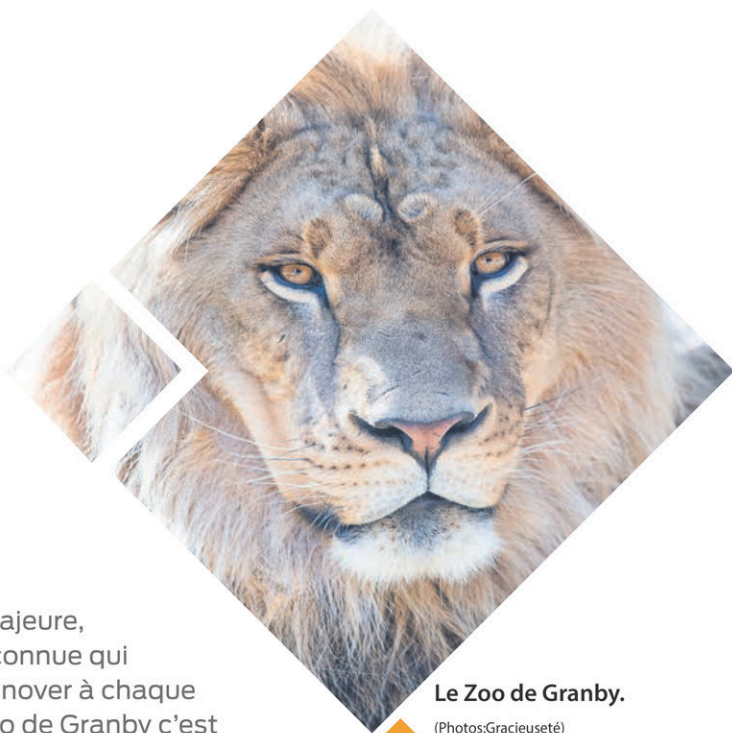 ajeure,
connue qui
nover à chaque
o de Granby c'est
Le Zoo de Granby.
(Photos:Gracieuseté)